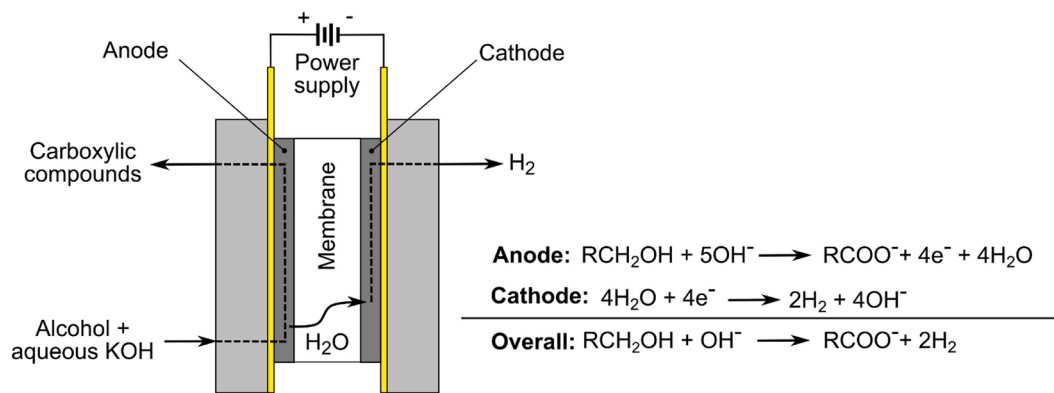 + -
Anode
Power
supply
Cathode
Carboxylic
compounds
H₂
Membrane
Alcohol +
aqueous KOH
H₂O
Anode: RCH₂OH + 5OH⁻ ⟶ RCOO⁻+ 4e⁻ + 4H₂O
Cathode: 4H₂O + 4e⁻ ⟶ 2H₂ + 4OH⁻
Overall: RCH₂OH + OH⁻ ⟶ RCOO⁻+ 2H₂